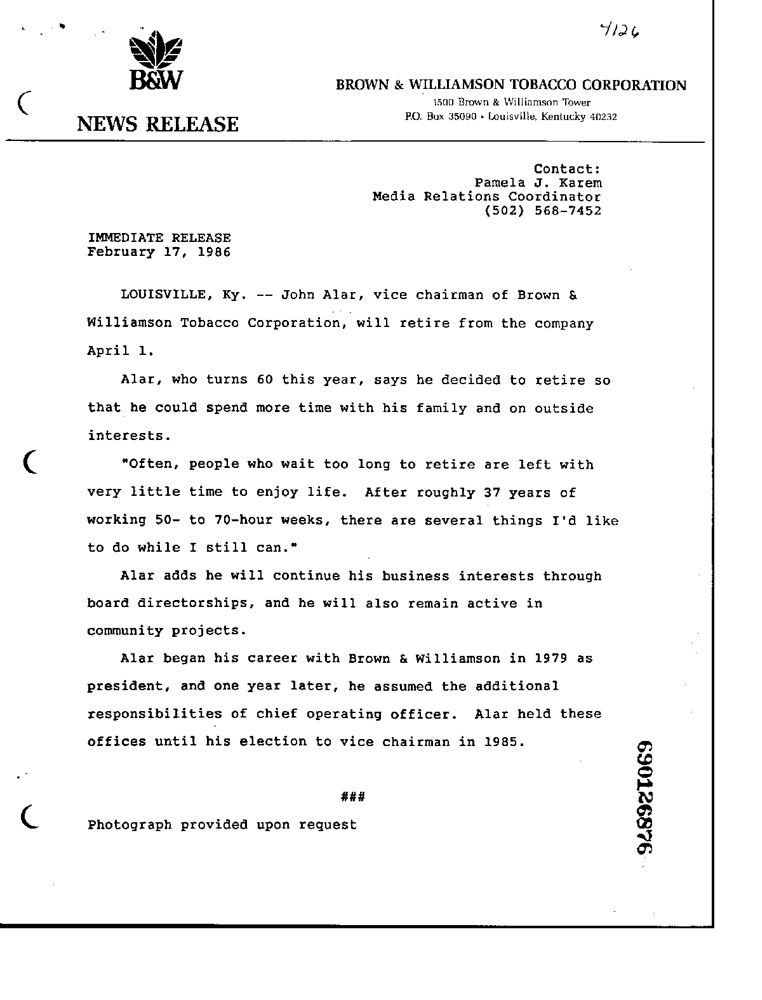 4126
B&W
BROWN & WILLIAMSON TOBACCO CORPORATION
1500 Brown & Williamson Tower
P.O. Box 35090 • Louisville, Kentucky 40232
NEWS RELEASE
Contact:
Pamela J. Karem
Media Relations Coordinator
(502) 568-7452
IMMEDIATE RELEASE
February 17, 1986
LOUISVILLE, Ky. -- John Alar, vice chairman of Brown &
Williamson Tobacco Corporation, will retire from the company
April 1.
Alar, who turns 60 this year, says he decided to retire so
that he could spend more time with his family and on outside
interests.
"Often, people who wait too long to retire are left with
very little time to enjoy life. After roughly 37 years of
working 50- to 70-hour weeks, there are several things I'd like
to do while I still can."
Alar adds he will continue his business interests through
board directorships, and he will also remain active in
community projects.
Alar began his career with Brown & Williamson in 1979 as
president, and one year later, he assumed the additional
responsibilities of chief operating officer. Alar held these
offices until his election to vice chairman in 1985.
###
Photograph provided upon request
690126876